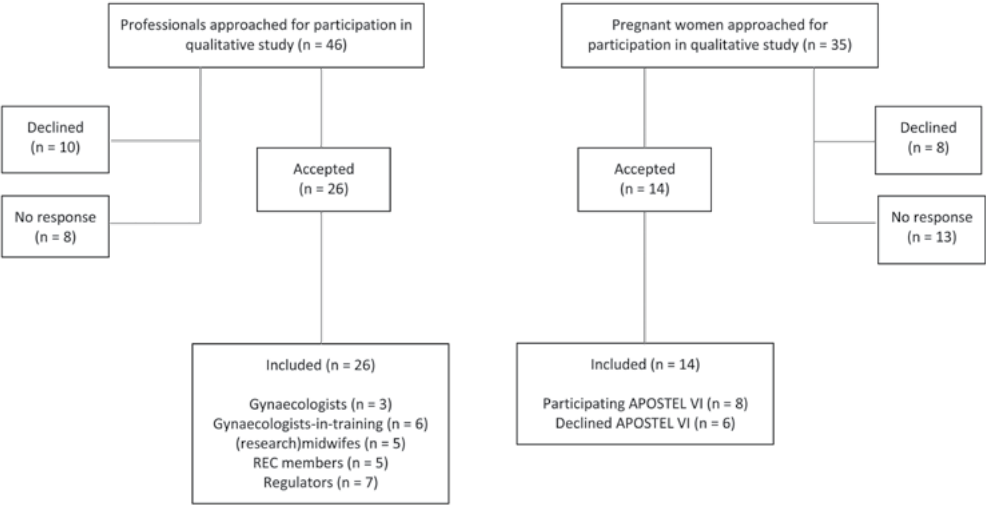 Professionals approached for participation in
qualitative study (n = 46)
Declined
(n = 10)
No response
(n = 8)
Accepted
(n = 26)
Included (n = 26)
Gynaecologists (n = 3)
Gynaecologists-in-training (n = 6)
(research)midwifes (n = 5)
REC members (n = 5)
Regulators (n = 7)
Pregnant women approached for
participation in qualitative study (n = 35)
Accepted
(n = 14)
Declined
(n = 8)
No response
(n = 13)
Included (n = 14)
Participating APOSTEL VI (n = 8)
Declined APOSTEL VI (n = 6)